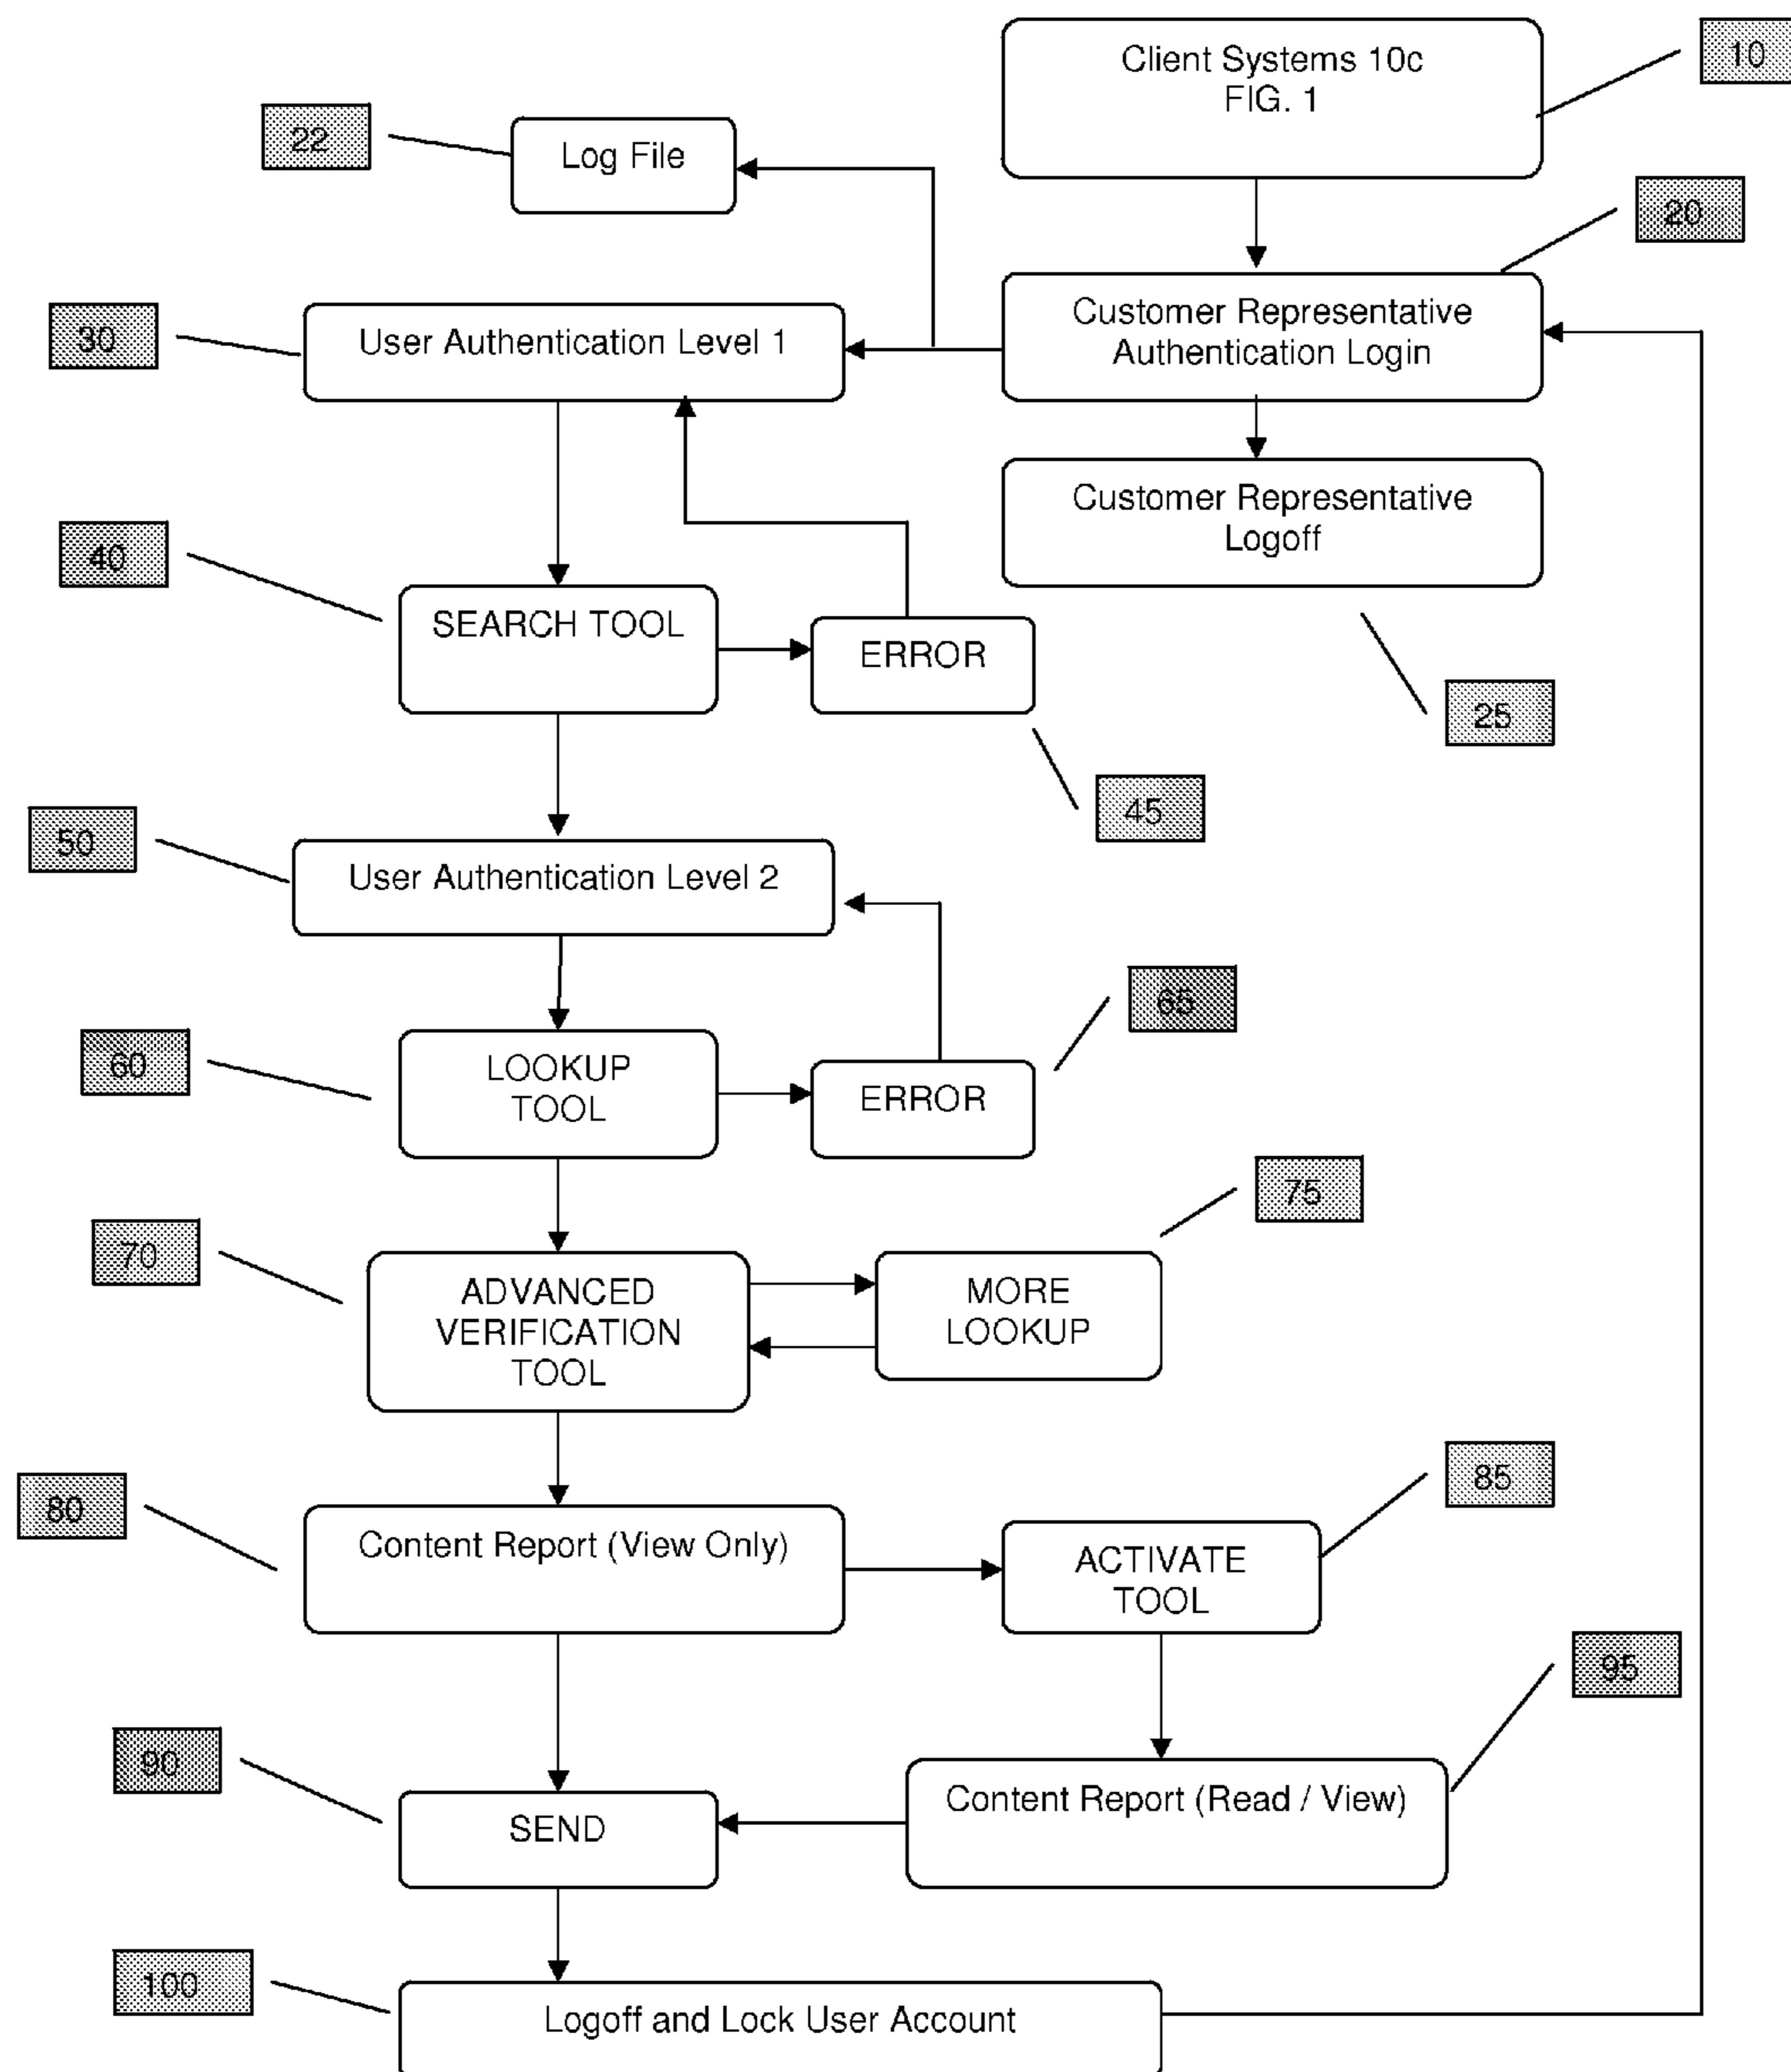 Client Systems 10c
FIG. 1
10
22
Log File
20
30
User Authentication Level 1
Customer Representative
Authentication Login
Customer Representative
Logoff
40
SEARCH TOOL
ERROR
25
45
50
User Authentication Level 2
65
60
LOOKUP
TOOL
ERROR
75
70
ADVANCED
VERIFICATION
TOOL
MORE
LOOKUP
85
80
Content Report (View Only)
ACTIVATE
TOOL
95
90
SEND
Content Report (Read / View)
100
Logoff and Lock User Account